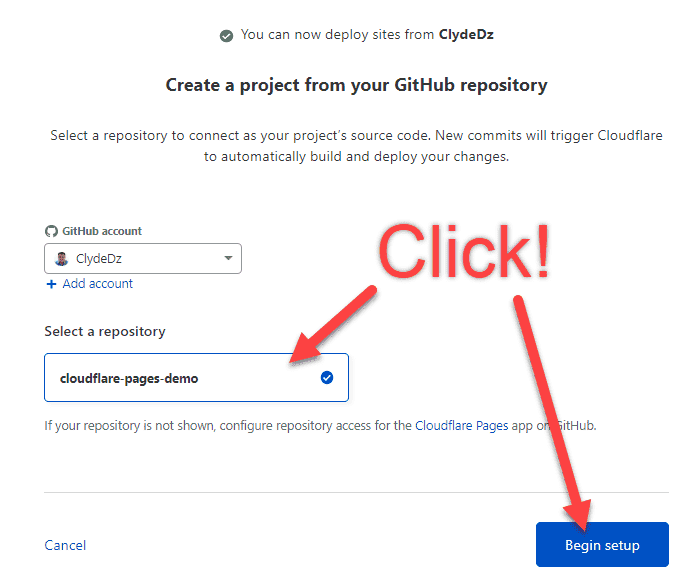 You can now deploy sites from ClydeDz
Create a project from your GitHub repository
Select a repository to connect as your project's source code. New commits will trigger Cloudflare
to automatically build and deploy your changes.
GitHub account
ClydeDz
+ Add account
Click!
Select a repository
cloudflare-pages-demo
If your repository is not shown, configure repository access for the Cloudflare Pages app on GitHub.
Cancel
Begin setup